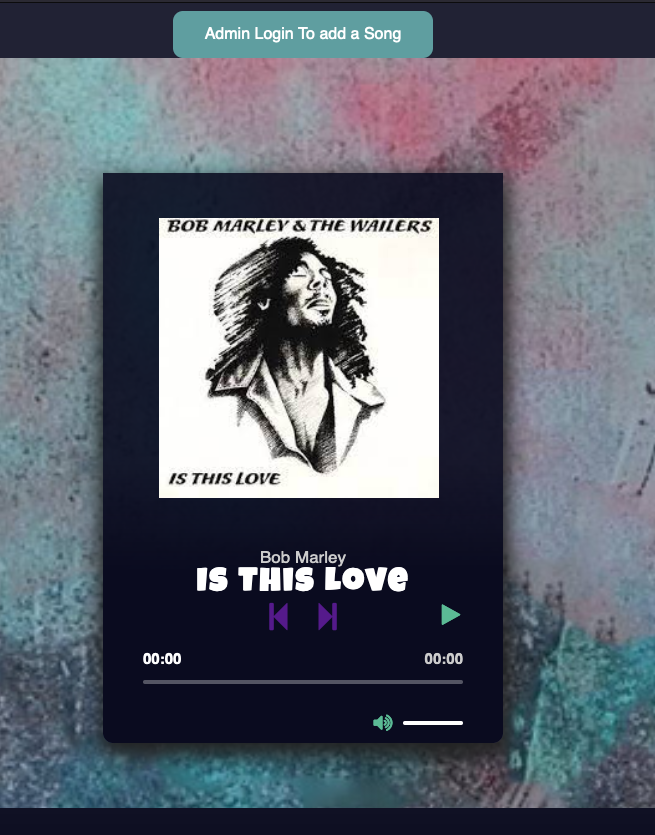 Admin Login To add a Song
BOB MARLEY & THE WAILERS
IS THIS LOVE
Bob Marley
Is This Love
00:00 00:00